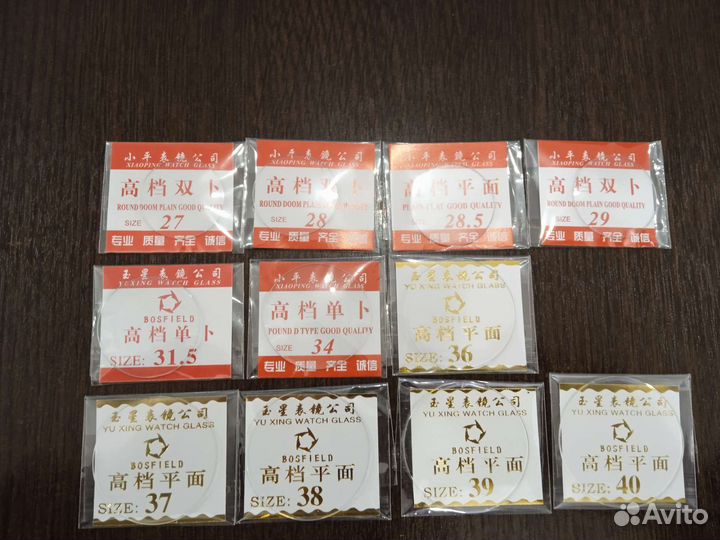 小平表镜公司
XIAOPING WATCH GLASS
高档双卜
ROUND DOOM PLAIN GOOD QUALITY
SIZE 27
专业 质量 齐全 诚信
小平表镜公司
XIAOPING WATCH GLASS
高档双卜
ROUND DOOM PLAIN
SIZE 28
专业 质量 齐全 诚信
小平表镜公司
XIAOPING WATCH GLASS
高档平面
GOOD QUALITY
SIZE 28.5
专业 质量 齐全 诚信
小平表镜公司
XIAOPING WATCH GLASS
高档双卜
ROUND DOOM PLAIN GOOD QUALITY
SIZE 29
专业 质量 齐全 诚信
玉星表镜公司
YUXING WATCH GLASS
BOSFIELD
高档单卜
SIZE: 31.5
小平表镜公司
XIAOPING WATCH GLASS
高档单卜
POUND D TYPE GOOD QUALITY
SIZE 34
专业 质量 齐全 诚信
玉星表镜公司
YU XING WATCH GLASS
BOSFIELD
高档平面
SIZE: 36
玉星表镜公司
YU XING WATCH GLASS
BOSFIELD
高档平面
SIZE: 37
玉星表镜公司
YU XING WATCH GLASS
BOSFIELD
高档平面
SIZE: 38
玉星表镜公司
YU XING WATCH GLASS
BOSFIELD
高档平面
SIZE: 39
玉星表镜公司
YU XING WATCH GLASS
BOSFIELD
高档平面
SIZE: 40
Avito